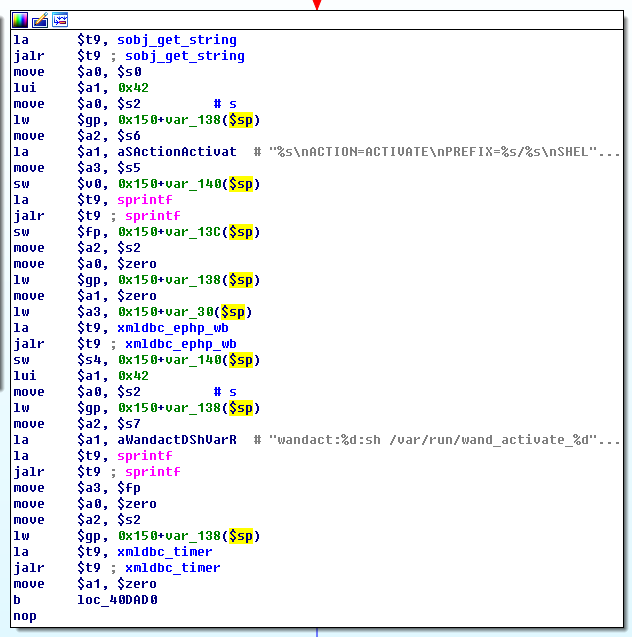 la $t9, sobj_get_string
jalr $t9 ; sobj_get_string
move $a0, $s0
lui $a1, 0x42
move $a0, $s2 # s
lw $gp, 0x150+var_138($sp)
move $a2, $s6
la $a1, aSActionActivat # "%s\nACTION=ACTIVATE\nPREFIX=%s/%s\nSHEL"...
move $a3, $s5
sw $v0, 0x150+var_140($sp)
la $t9, sprintf
jalr $t9 ; sprintf
sw $fp, 0x150+var_13C($sp)
move $a2, $s2
move $a0, $zero
lw $gp, 0x150+var_138($sp)
move $a1, $zero
lw $a3, 0x150+var_30($sp)
la $t9, xmldbc_ephp_wb
jalr $t9 ; xmldbc_ephp_wb
sw $s4, 0x150+var_140($sp)
lui $a1, 0x42
move $a0, $s2 # s
lw $gp, 0x150+var_138($sp)
move $a2, $s7
la $a1, aWandactDShVarR # "wandact:%d:sh /var/run/wand_activate_%d"...
la $t9, sprintf
jalr $t9 ; sprintf
move $a3, $fp
move $a0, $zero
move $a2, $s2
lw $gp, 0x150+var_138($sp)
la $t9, xmldbc_timer
jalr $t9 ; xmldbc_timer
move $a1, $zero
b loc_40DAD0
nop